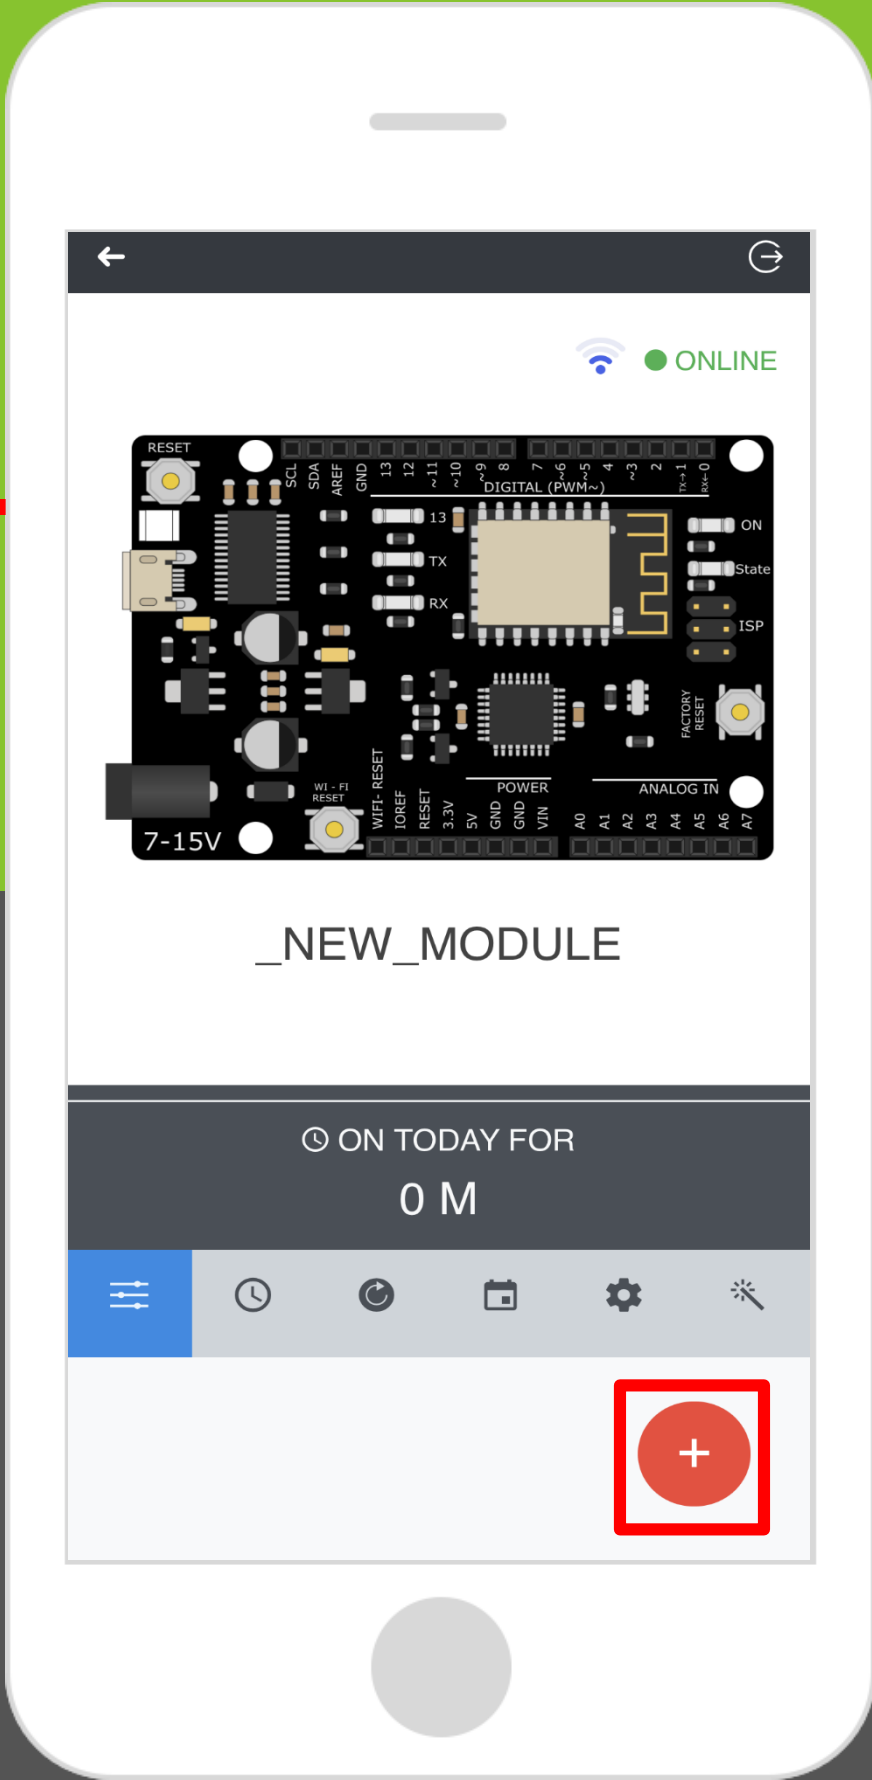 ONLINE
RESET
SCL
SDA
AREF
GND
13
12
~11
~10
~9
8
7
~6
~5
4
~3
2
TX→1
RX←0
DIGITAL (PWM~)
13
ON
TX
State
RX
ISP
FACTORY
RESET
WI - FI
RESET
POWER
ANALOG IN
WIFI- RESET
IOREF
RESET
3.3V
5V
GND
GND
VIN
A0
A1
A2
A3
A4
A5
A6
A7
7-15V
_NEW_MODULE
ON TODAY FOR
0 M